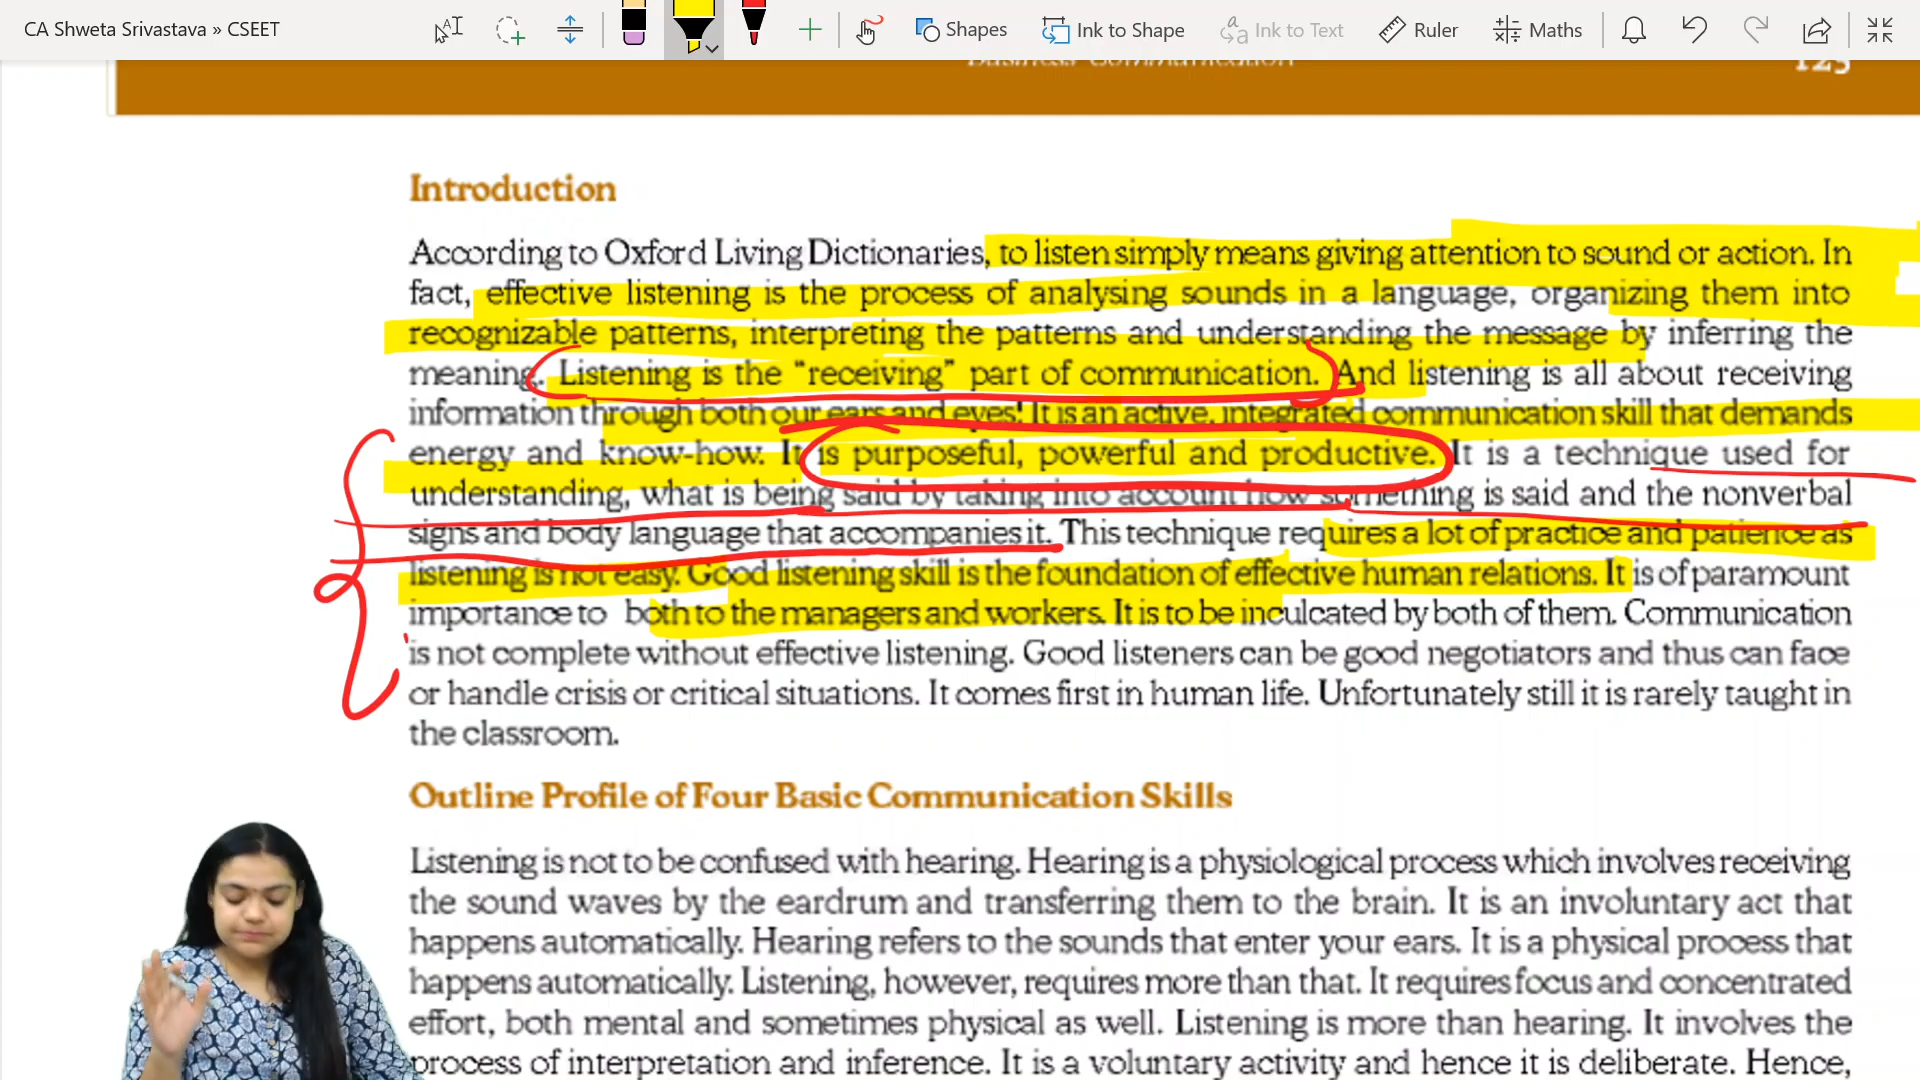 CA Shweta Srivastava » CSEET
Shapes
Ink to Shape
Ink to Text
Ruler
Maths
Business Communication
125
Introduction
According to Oxford Living Dictionaries, to listen simply means giving attention to sound or action. In
fact, effective listening is the process of analysing sounds in a language, organizing them into
recognizable patterns, interpreting the patterns and understanding the message by inferring the
meaning. Listening is the “receiving” part of communication. And listening is all about receiving
information through both our ears and eyes! It is an active, integrated communication skill that demands
energy and know-how. It is purposeful, powerful and productive. It is a technique used for
understanding, what is being said by taking into account how something is said and the nonverbal
signs and body language that accompanies it. This technique requires a lot of practice and patience as
listening is not easy. Good listening skill is the foundation of effective human relations. It is of paramount
importance to both to the managers and workers. It is to be inculcated by both of them. Communication
is not complete without effective listening. Good listeners can be good negotiators and thus can face
or handle crisis or critical situations. It comes first in human life. Unfortunately still it is rarely taught in
the classroom.
Outline Profile of Four Basic Communication Skills
Listening is not to be confused with hearing. Hearing is a physiological process which involves receiving
the sound waves by the eardrum and transferring them to the brain. It is an involuntary act that
happens automatically. Hearing refers to the sounds that enter your ears. It is a physical process that
happens automatically. Listening, however, requires more than that. It requires focus and concentrated
effort, both mental and sometimes physical as well. Listening is more than hearing. It involves the
process of interpretation and inference. It is a voluntary activity and hence it is deliberate. Hence,